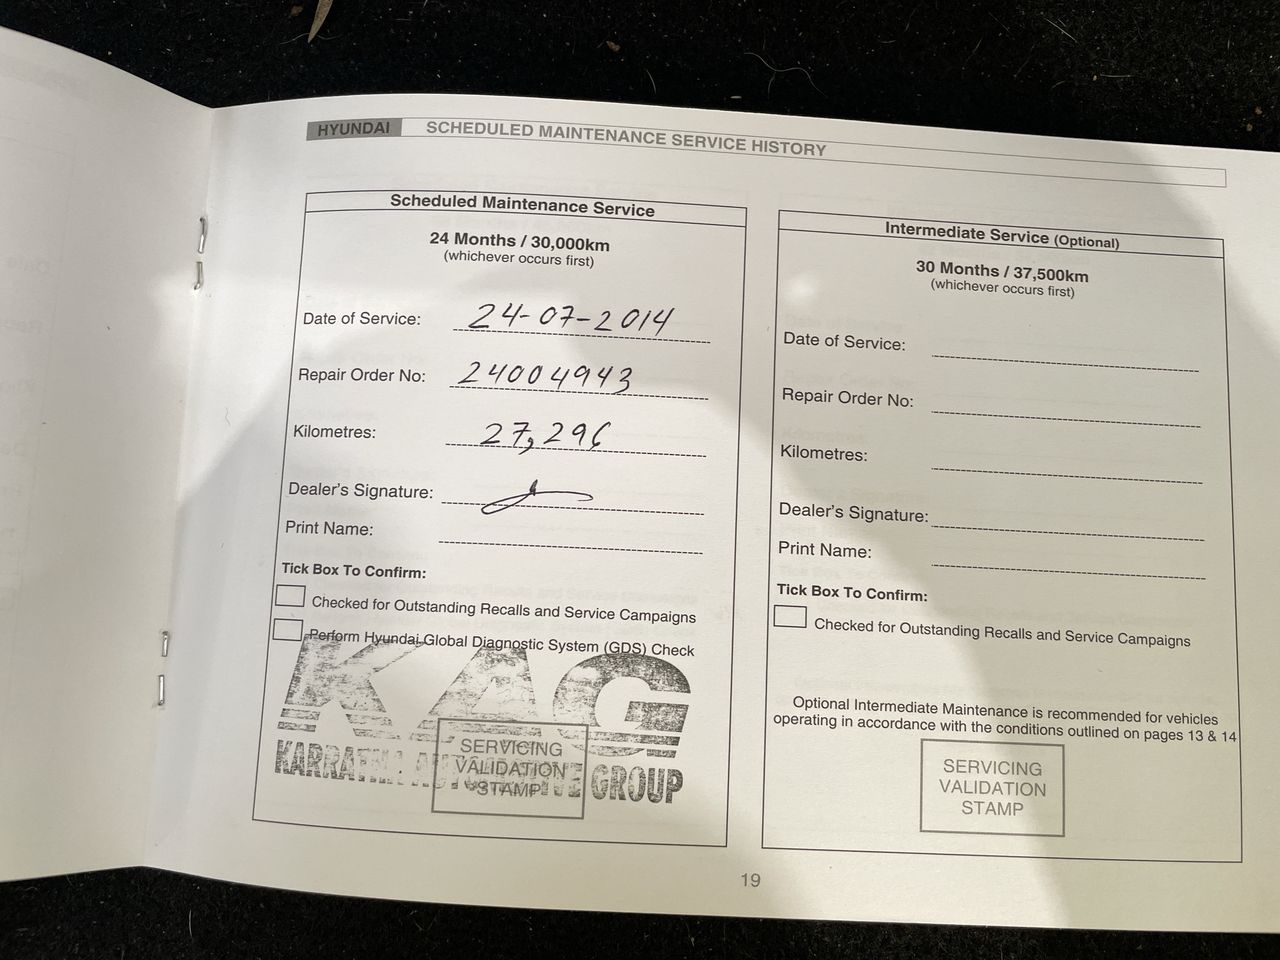 HYUNDAI SCHEDULED MAINTENANCE SERVICE HISTORY
Scheduled Maintenance Service
24 Months / 30,000km
(whichever occurs first)
Date of Service: 24-07-2014
Repair Order No: 24004943
Kilometres: 27,296
Dealer's Signature:
Print Name:
Tick Box To Confirm:
Checked for Outstanding Recalls and Service Campaigns
Perform Hyundai Global Diagnostic System (GDS) Check
KAG
KARRATHA AUTOMOTIVE GROUP
SERVICING
VALIDATION
STAMP
Intermediate Service (Optional)
30 Months / 37,500km
(whichever occurs first)
Date of Service:
Repair Order No:
Kilometres:
Dealer's Signature:
Print Name:
Tick Box To Confirm:
Checked for Outstanding Recalls and Service Campaigns
Optional Intermediate Maintenance is recommended for vehicles
operating in accordance with the conditions outlined on pages 13 & 14
SERVICING
VALIDATION
STAMP
19